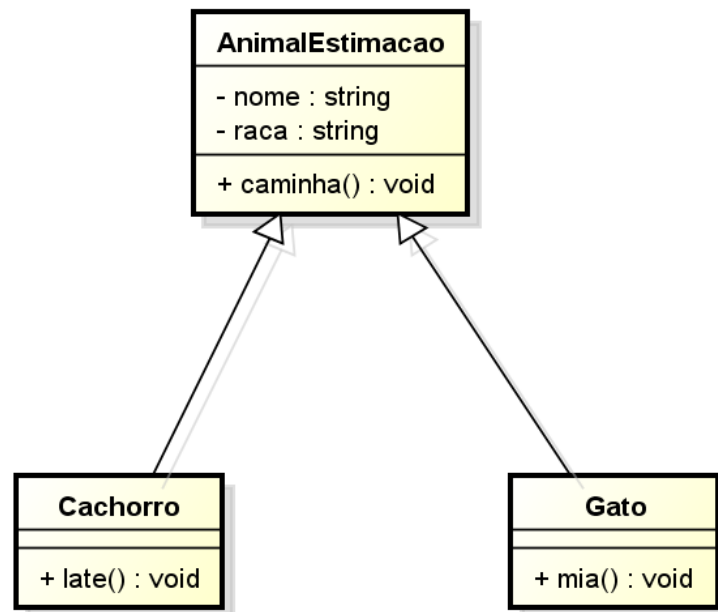 AnimalEstimacao
- nome : string
- raca : string
+ caminha() : void
Cachorro
+ late() : void
Gato
+ mia() : void